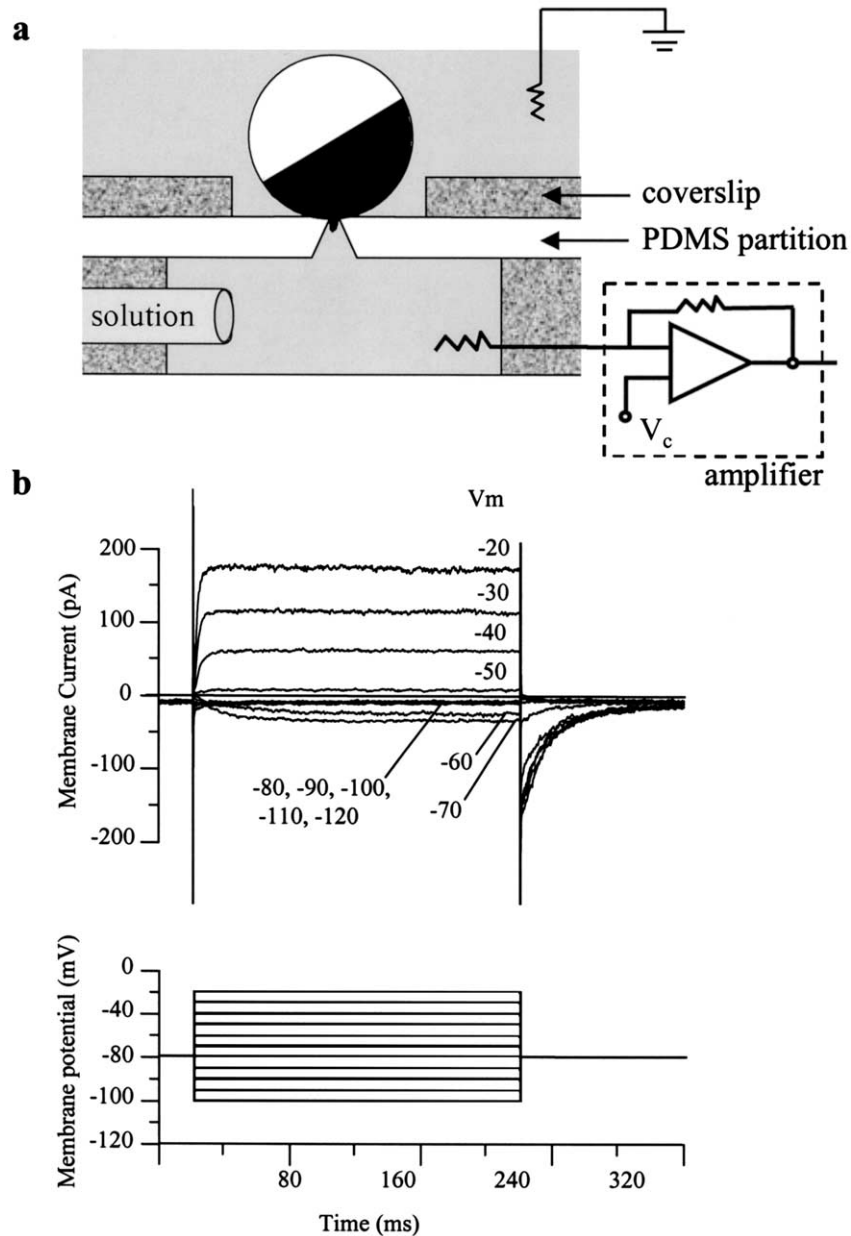 a
coverslip
PDMS partition
solution
Vc
amplifier
b
Vm
200
100
0
-100
-200
Membrane Current (pA)
-20
-30
-40
-50
-60
-70
-80, -90, -100,
-110, -120
0
-40
-80
-100
-120
Membrane potential (mV)
80 160 240 320
Time (ms)